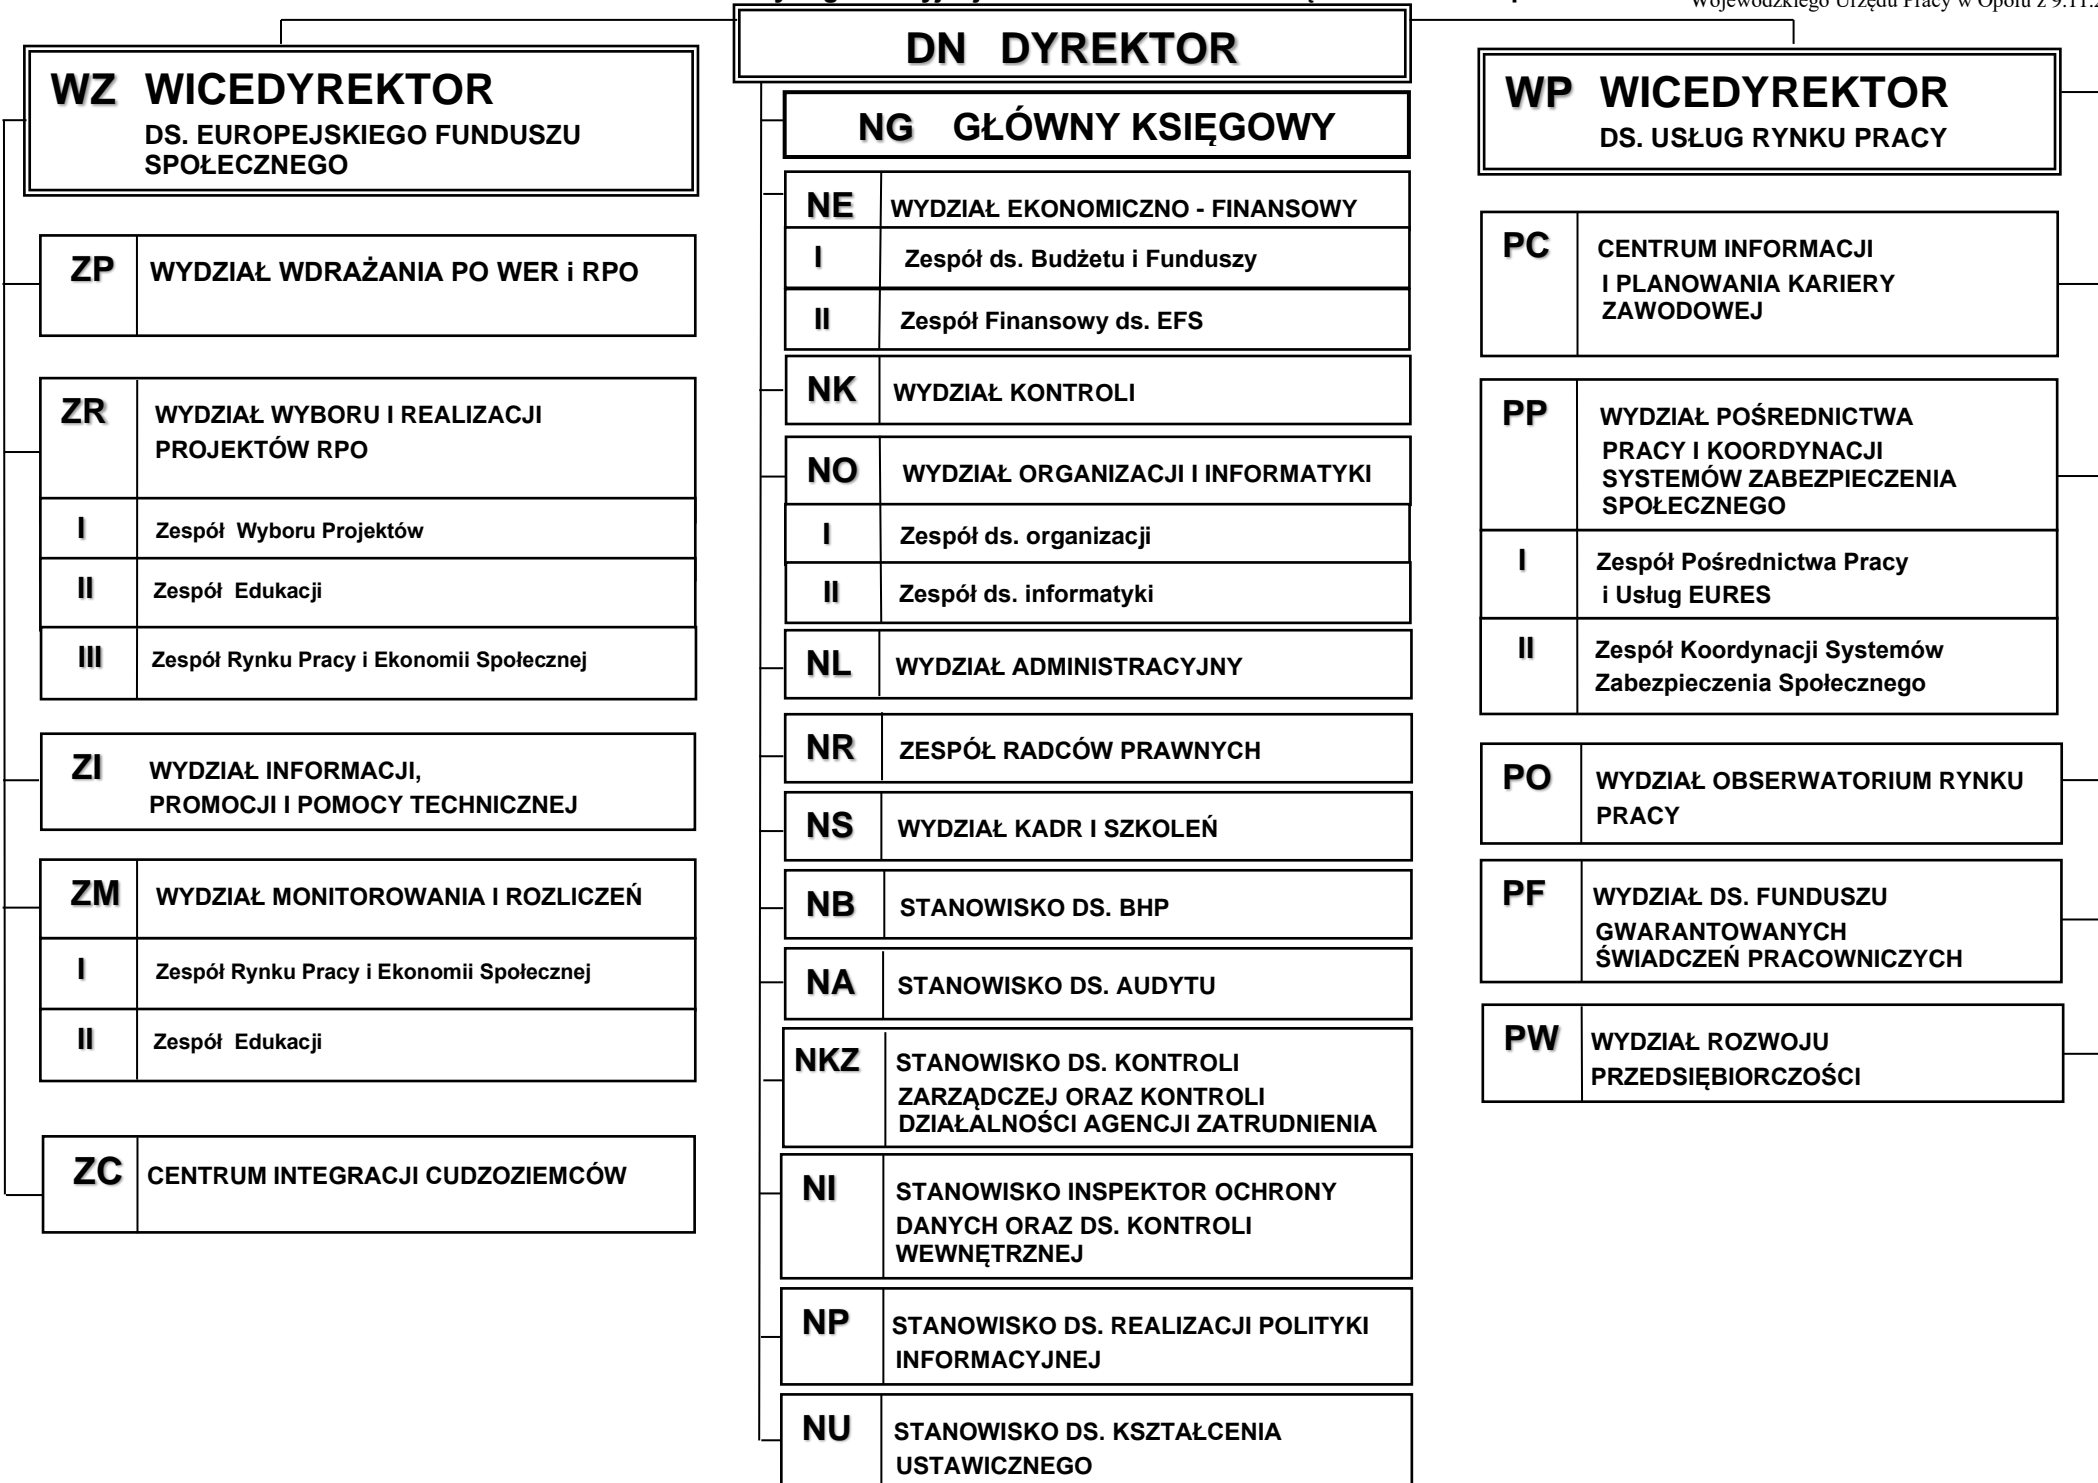 Wojewódzkiego Urzędu Pracy w Opolu z 9.11.2
DN DYREKTOR
WZ WICEDYREKTOR
DS. EUROPEJSKIEGO FUNDUSZU
SPOŁECZNEGO
ZP WYDZIAŁ WDRAŻANIA PO WER i RPO
ZR WYDZIAŁ WYBORU I REALIZACJI
PROJEKTÓW RPO
I Zespół Wyboru Projektów
II Zespół Edukacji
III Zespół Rynku Pracy i Ekonomii Społecznej
ZI WYDZIAŁ INFORMACJI,
PROMOCJI I POMOCY TECHNICZNEJ
ZM WYDZIAŁ MONITOROWANIA I ROZLICZEŃ
I Zespół Rynku Pracy i Ekonomii Społecznej
II Zespół Edukacji
ZC CENTRUM INTEGRACJI CUDZOZIEMCÓW
NG GŁÓWNY KSIĘGOWY
NE WYDZIAŁ EKONOMICZNO - FINANSOWY
I Zespół ds. Budżetu i Funduszy
II Zespół Finansowy ds. EFS
NK WYDZIAŁ KONTROLI
NO WYDZIAŁ ORGANIZACJI I INFORMATYKI
I Zespół ds. organizacji
II Zespół ds. informatyki
NL WYDZIAŁ ADMINISTRACYJNY
NR ZESPÓŁ RADCÓW PRAWNYCH
NS WYDZIAŁ KADR I SZKOLEŃ
NB STANOWISKO DS. BHP
NA STANOWISKO DS. AUDYTU
NKZ STANOWISKO DS. KONTROLI
ZARZĄDCZEJ ORAZ KONTROLI
DZIAŁALNOŚCI AGENCJI ZATRUDNIENIA
NI STANOWISKO INSPEKTOR OCHRONY
DANYCH ORAZ DS. KONTROLI
WEWNĘTRZNEJ
NP STANOWISKO DS. REALIZACJI POLITYKI
INFORMACYJNEJ
NU STANOWISKO DS. KSZTAŁCENIA
USTAWICZNEGO
WP WICEDYREKTOR
DS. USŁUG RYNKU PRACY
PC CENTRUM INFORMACJI
I PLANOWANIA KARIERY
ZAWODOWEJ
PP WYDZIAŁ POŚREDNICTWA
PRACY I KOORDYNACJI
SYSTEMÓW ZABEZPIECZENIA
SPOŁECZNEGO
I Zespół Pośrednictwa Pracy
i Usług EURES
II Zespół Koordynacji Systemów
Zabezpieczenia Społecznego
PO WYDZIAŁ OBSERWATORIUM RYNKU
PRACY
PF WYDZIAŁ DS. FUNDUSZU
GWARANTOWANYCH
ŚWIADCZEŃ PRACOWNICZYCH
PW WYDZIAŁ ROZWOJU
PRZEDSIĘBIORCZOŚCI